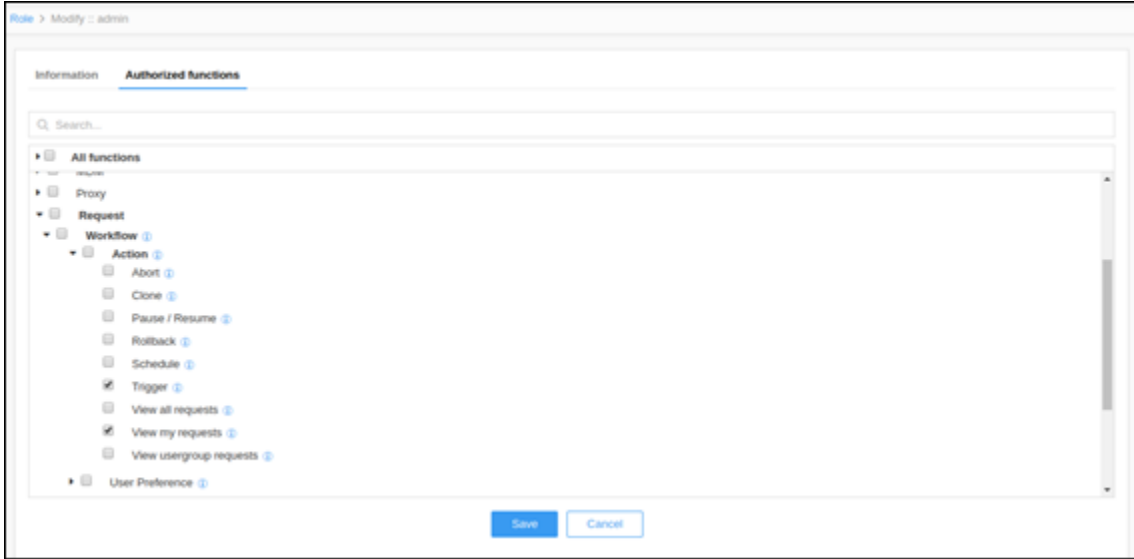 Role > Modify :: admin
Information Authorized functions
Search...
All functions
MDM
Proxy
Request
Workflow
Action
Abort
Clone
Pause / Resume
Rollback
Schedule
Trigger
View all requests
View my requests
View usergroup requests
User Preference
Save Cancel